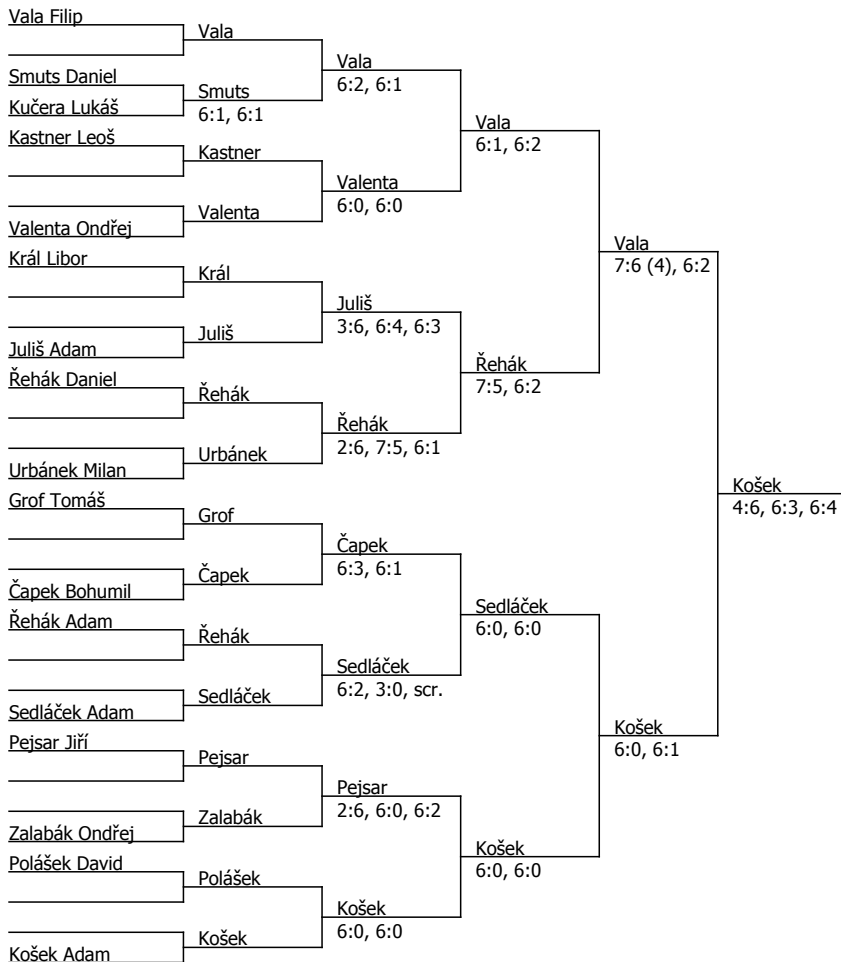 Vala Filip
Vala
Smuts Daniel
Vala
6:2, 6:1
Smuts
6:1, 6:1
Kučera Lukáš
Vala
6:1, 6:2
Kastner Leoš
Kastner
Valenta
6:0, 6:0
Valenta
Valenta Ondřej
Vala
7:6 (4), 6:2
Král Libor
Král
Juliš
3:6, 6:4, 6:3
Juliš
Juliš Adam
Řehák
7:5, 6:2
Řehák Daniel
Řehák
Řehák
2:6, 7:5, 6:1
Urbánek
Urbánek Milan
Košek
4:6, 6:3, 6:4
Grof Tomáš
Grof
Čapek
6:3, 6:1
Čapek
Čapek Bohumil
Sedláček
6:0, 6:0
Řehák Adam
Řehák
Sedláček
6:2, 3:0, scr.
Sedláček
Sedláček Adam
Košek
6:0, 6:1
Pejsar Jiří
Pejsar
Pejsar
2:6, 6:0, 6:2
Zalabák
Zalabák Ondřej
Košek
6:0, 6:0
Polášek David
Polášek
Košek
6:0, 6:0
Košek
Košek Adam